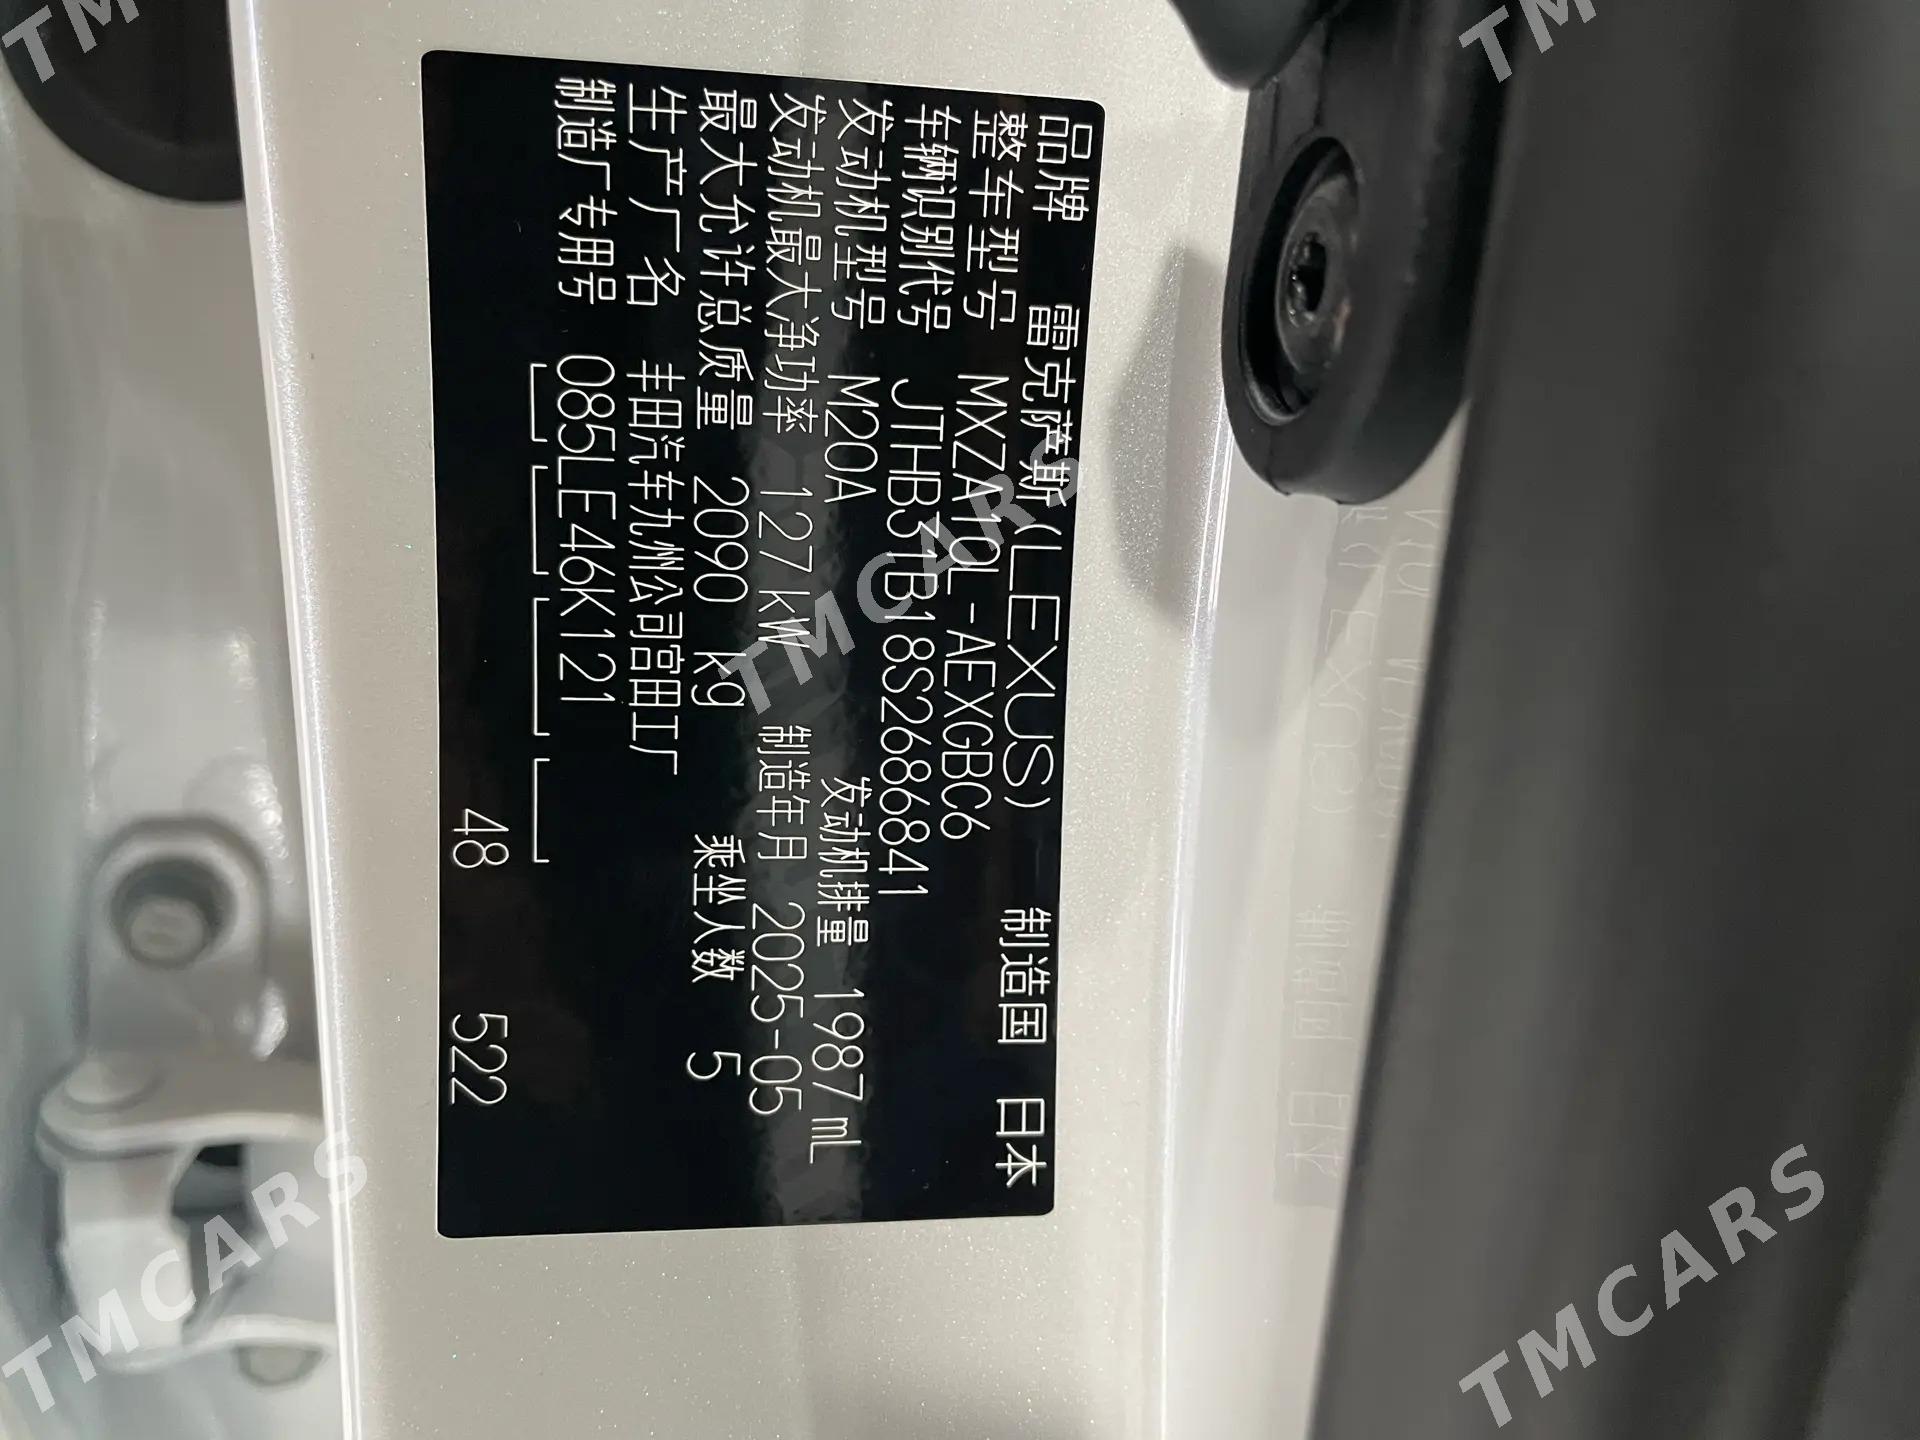 品牌 雷克萨斯(LEXUS) 制造国 日本
整车型号 MXZA10L-AEXGBC6
车辆识别代号 JTHB31B18S2686841
发动机型号 M20A 发动机排量 1987 mL
发动机最大净功率 127 kW 制造年月 2025-05
最大允许总质量 2090 kg 乘坐人数 5
生产厂名 丰田汽车九州公司宫田工厂
制造厂专用号 085LE46K121
48 522
TMCARS
TMCARS
TMCARS